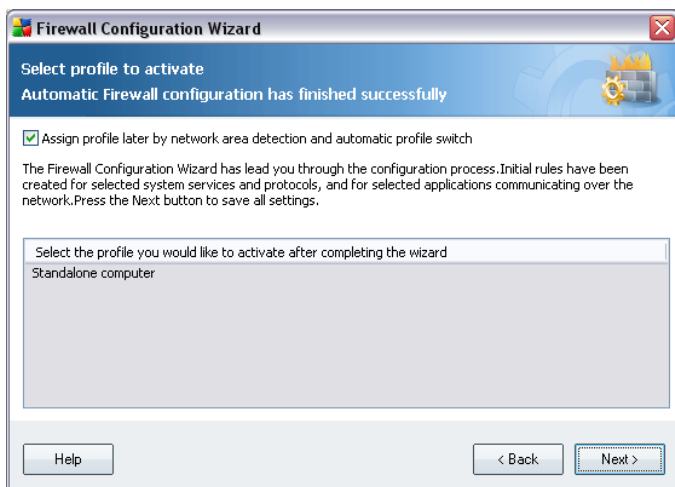 Firewall Configuration Wizard
Select profile to activate
Automatic Firewall configuration has finished successfully
Assign profile later by network area detection and automatic profile switch
The Firewall Configuration Wizard has lead you through the configuration process.Initial rules have been
created for selected system services and protocols, and for selected applications communicating over the
network.Press the Next button to save all settings.
Select the profile you would like to activate after completing the wizard
Standalone computer
Help
< Back
Next >